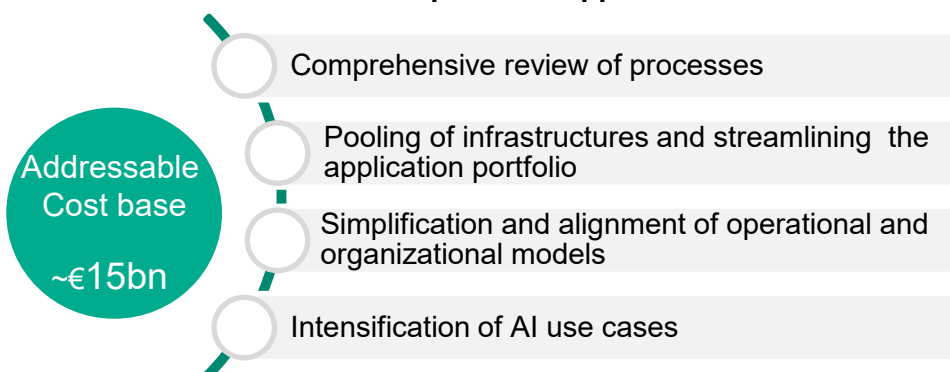 Comprehensive review of processes
Pooling of infrastructures and streamlining the
application portfolio
Addressable
Cost base
~€15bn
Simplification and alignment of operational and
organizational models
Intensification of AI use cases